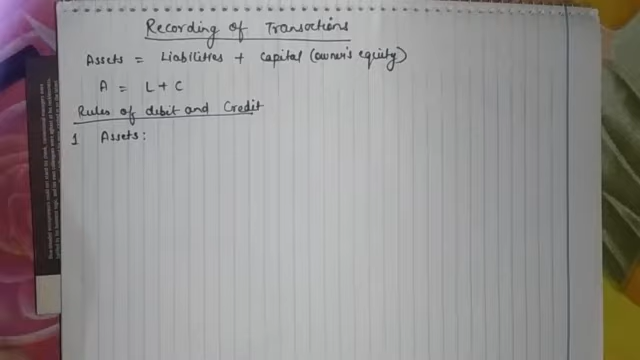 Recording of Transactions
Assets = Liabilities + Capital (owner's equity)
A = L + C
Rules of debit and Credit
1 Assets: